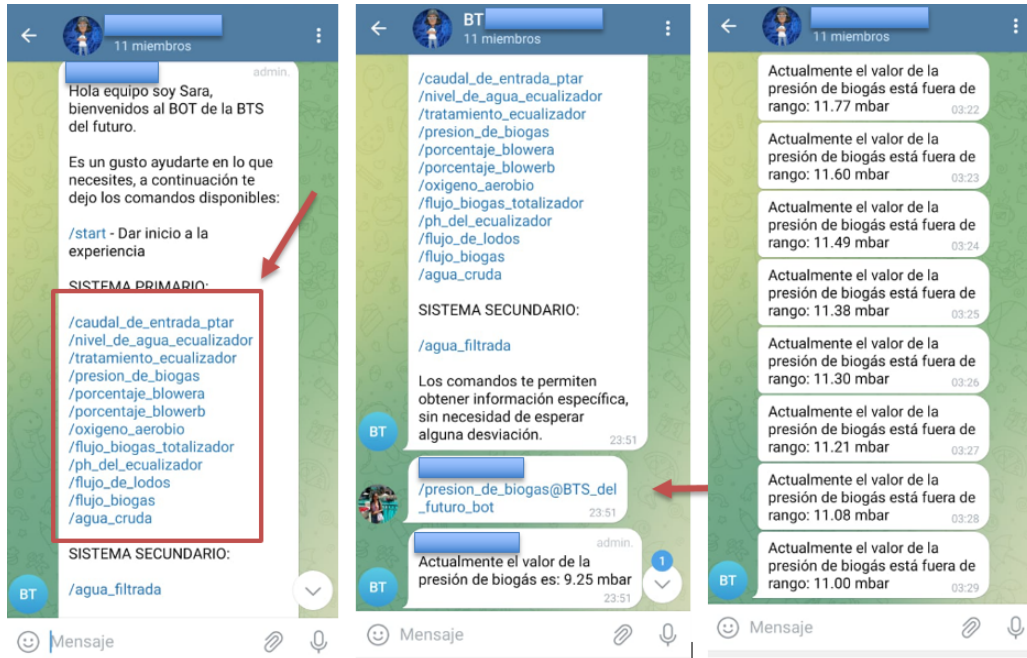 11 miembros
admin.
Hola equipo soy Sara,
bienvenidos al BOT de la BTS
del futuro.
Es un gusto ayudarte en lo que
necesites, a continuación te
dejo los comandos disponibles:
/start - Dar inicio a la
experiencia
SISTEMA PRIMARIO:
/caudal_de_entrada_ptar
/nivel_de_agua_ecualizador
/tratamiento_ecualizador
/presion_de_biogas
/porcentaje_blowera
/porcentaje_blowerb
/oxigeno_aerobio
/flujo_biogas_totalizador
/ph_del_ecualizador
/flujo_de_lodos
/flujo_biogas
/agua_cruda
SISTEMA SECUNDARIO:
/agua_filtrada
BT
Mensaje
BT
11 miembros
/caudal_de_entrada_ptar
/nivel_de_agua_ecualizador
/tratamiento_ecualizador
/presion_de_biogas
/porcentaje_blowera
/porcentaje_blowerb
/oxigeno_aerobio
/flujo_biogas_totalizador
/ph_del_ecualizador
/flujo_de_lodos
/flujo_biogas
/agua_cruda
SISTEMA SECUNDARIO:
/agua_filtrada
Los comandos te permiten
obtener información específica,
sin necesidad de esperar
alguna desviación.
23:51
BT
/presion_de_biogas@BTS_del
_futuro_bot
23:51
admin.
Actualmente el valor de la
presión de biogás es: 9.25 mbar
23:51
BT
1
Mensaje
11 miembros
Actualmente el valor de la
presión de biogás está fuera de
rango: 11.77 mbar
03:22
Actualmente el valor de la
presión de biogás está fuera de
rango: 11.60 mbar
03:23
Actualmente el valor de la
presión de biogás está fuera de
rango: 11.49 mbar
03:24
Actualmente el valor de la
presión de biogás está fuera de
rango: 11.38 mbar
03:25
Actualmente el valor de la
presión de biogás está fuera de
rango: 11.30 mbar
03:26
Actualmente el valor de la
presión de biogás está fuera de
rango: 11.21 mbar
03:27
Actualmente el valor de la
presión de biogás está fuera de
rango: 11.08 mbar
03:28
Actualmente el valor de la
presión de biogás está fuera de
rango: 11.00 mbar
03:29
BT
Mensaje